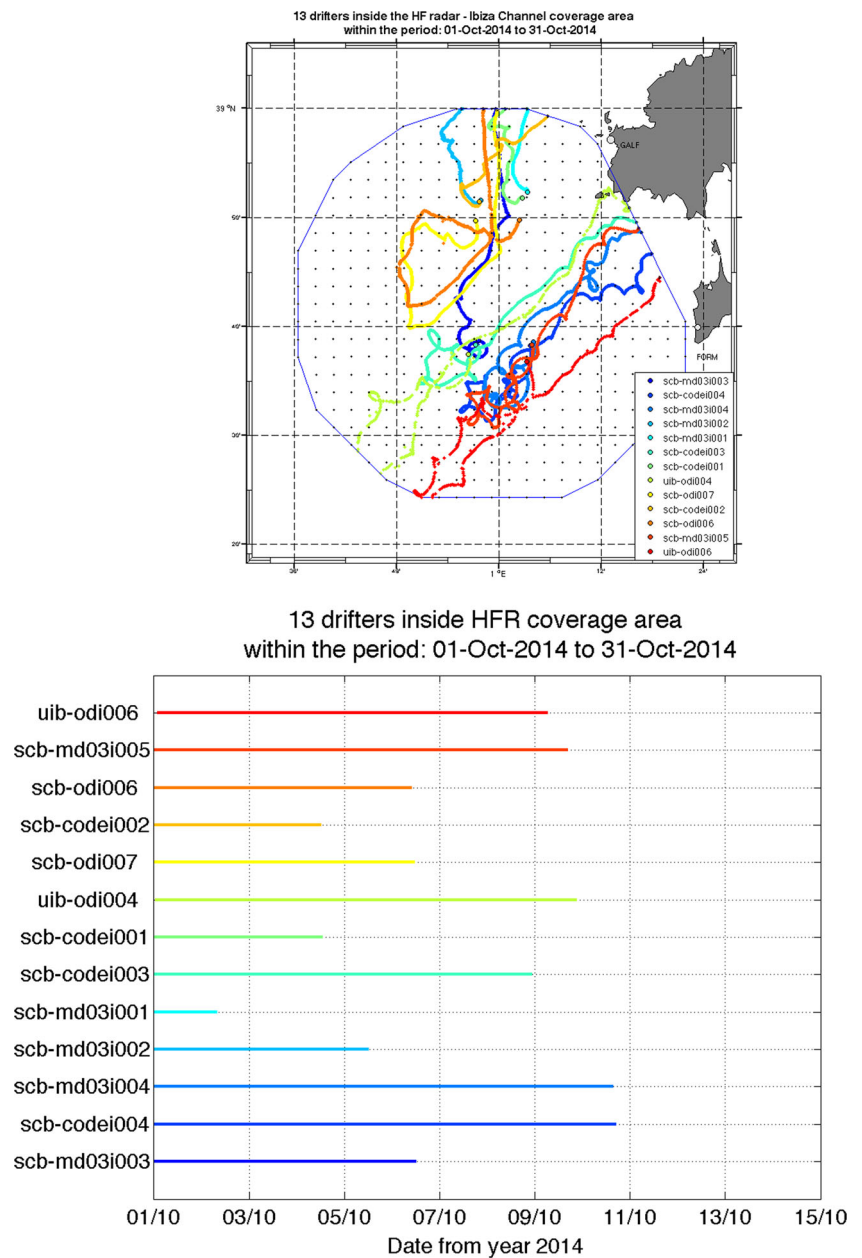 13 drifters inside the HF radar - Ibiza Channel coverage area
within the period: 01-Oct-2014 to 31-Oct-2014
39 °N
GALF
50'
40'
FORM
30'
20'
36'
48'
1 °E
12'
24'
scb-md03i003
scb-codei004
scb-md03i004
scb-md03i002
scb-md03i001
scb-codei003
scb-codei001
uib-odi004
scb-odi007
scb-codei002
scb-odi006
scb-md03i005
uib-odi006
13 drifters inside HFR coverage area
within the period: 01-Oct-2014 to 31-Oct-2014
uib-odi006
scb-md03i005
scb-odi006
scb-codei002
scb-odi007
uib-odi004
scb-codei001
scb-codei003
scb-md03i001
scb-md03i002
scb-md03i004
scb-codei004
scb-md03i003
01/10 03/10 05/10 07/10 09/10 11/10 13/10 15/10
Date from year 2014